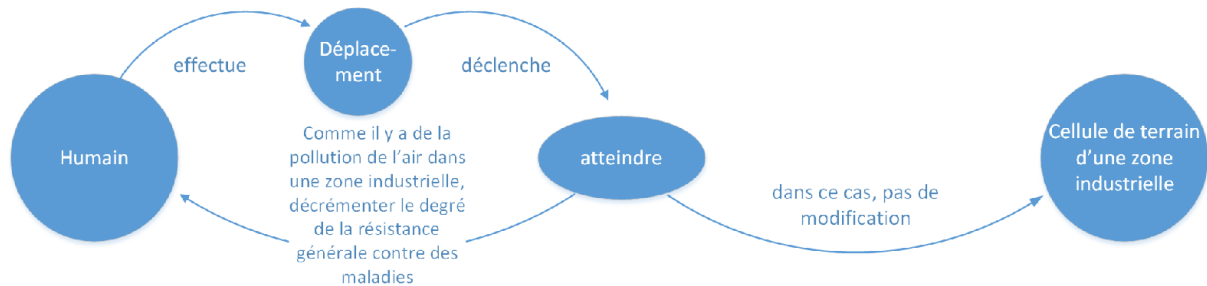 Humain
effectue
Déplace-
ment
déclenche
Comme il y a de la
pollution de l'air dans
une zone industrielle,
décrémenter le degré
de la résistance
générale contre des
maladies
atteindre
dans ce cas, pas de
modification
Cellule de terrain
d'une zone
industrielle